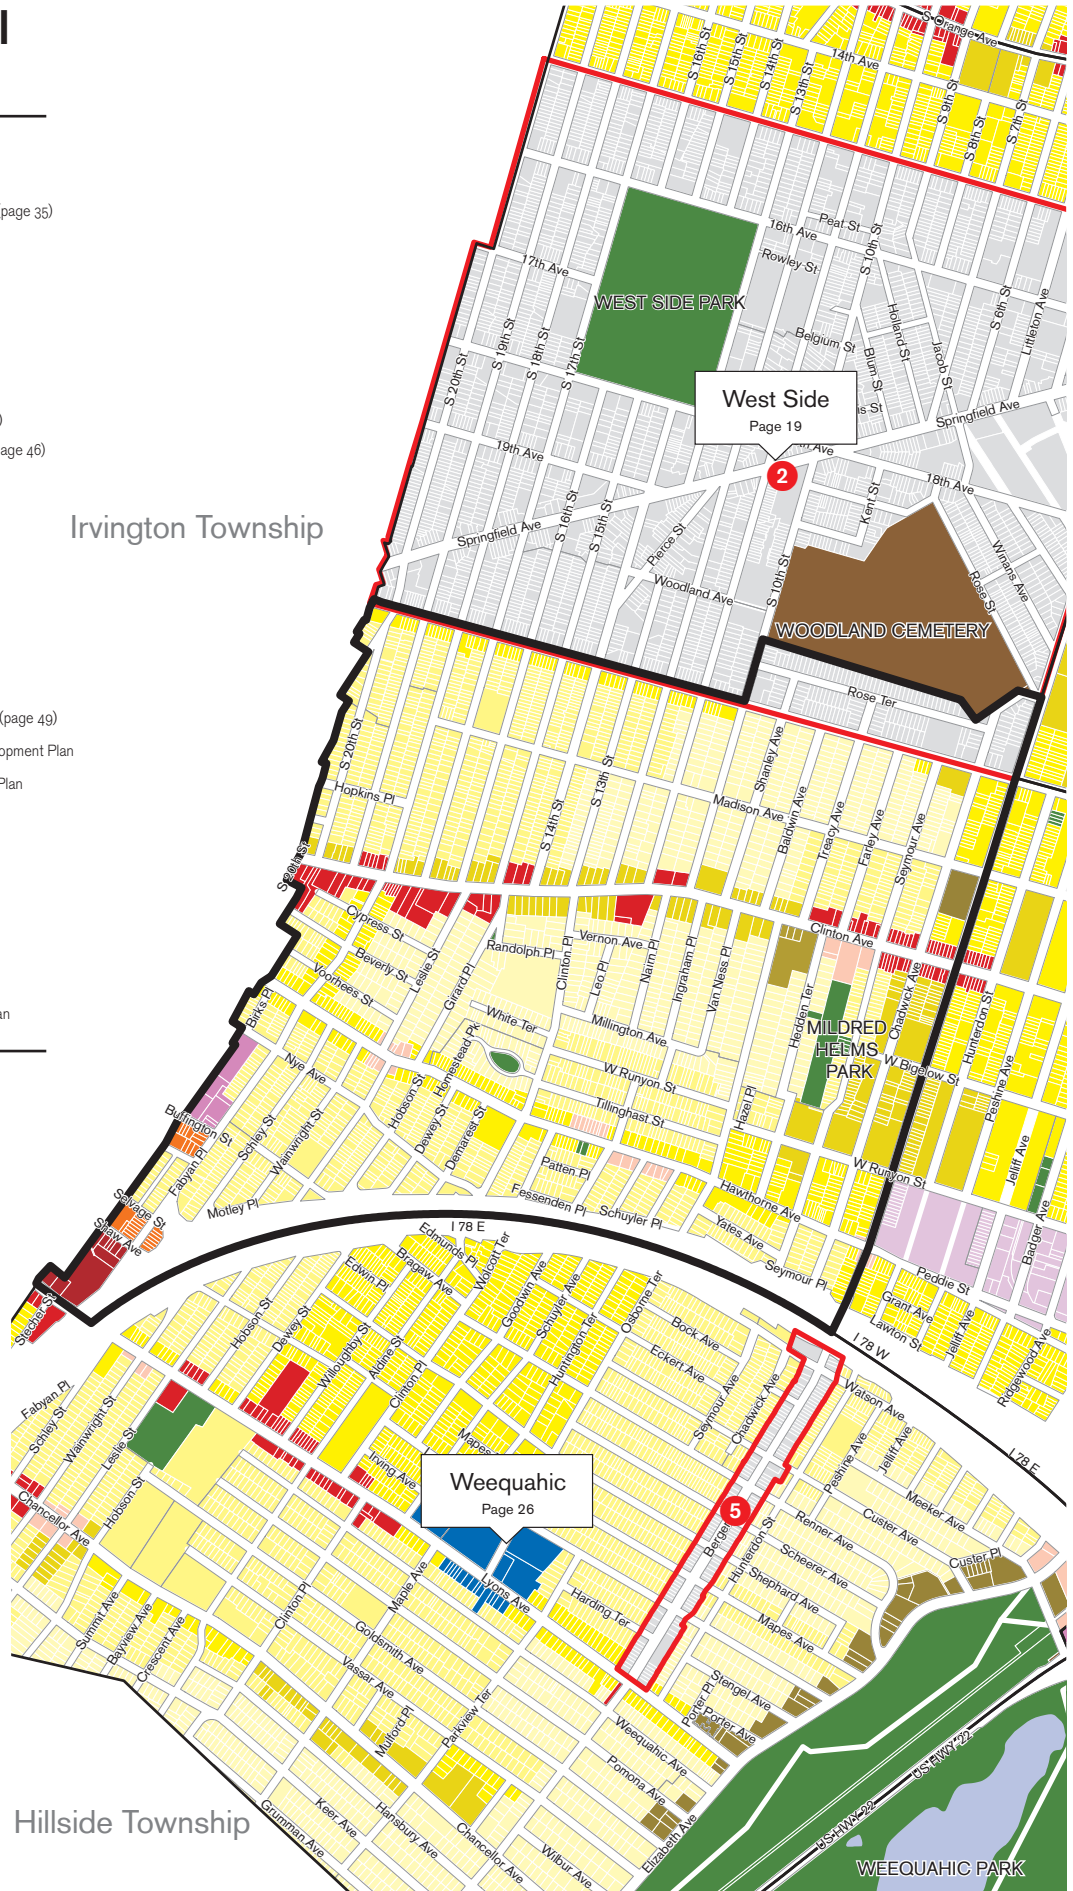 page 35)
)
age 46)
(page 49)
opment Plan
Plan
an
Irvington Township
Hillside Township
S Orange Ave
14th Ave
S 16th St
S 15th St
S 14th St
S 13th St
S 9th St
S 8th St
S 7th St
16th Ave
Peat St
Rowley St
S 10th St
17th Ave
WEST SIDE PARK
S 6th St
Littleton Ave
Holland St
Belgium St
Blum St
Jacob St
S 20th St
S 19th St
S 18th St
S 17th St
West Side
Page 19
2
Springfield Ave
19th Ave
18th Ave
Kent St
S 16th St
S 15th St
Springfield Ave
Pierce St
Woodland Ave
S 10th St
Winans Ave
Rose St
WOODLAND CEMETERY
Rose Ter
S 20th St
Hopkins Pl
S 14th St
S 13th St
Madison Ave
Shanley Ave
Baldwin Ave
Treacy Ave
Farley Ave
Seymour Ave
S 20th St
Clinton Ave
Cypress St
Beverly St
Voorhees St
Leslie St
Girard Pl
Randolph Pl
Vernon Ave
Clinton Pl
Leo Pl
Nairn Pl
Ingraham Pl
Van Ness Pl
Hedden Ter
Chadwick Ave
MILDRED
HELMS
PARK
Hunterdon St
Peshine Ave
W Bigelow St
Birks Pl
White Ter
Millington Ave
W Runyon St
Homestead Pk
Tillinghast St
Hazel Pl
Nye Ave
Hobson St
Dewey St
Demarest St
Buffington St
Schley St
Wainwright St
Fabyan Pl
Patten Pl
Fessenden Pl
Schuyler Pl
Hawthorne Ave
Yates Ave
Seymour Pl
W Runyon St
Jelliff Ave
Badger Ave
Peddie St
Grant Ave
Lawton St
Jelliff Ave
Ridgewood Ave
Selvage St
Shaw Ave
Motley Pl
Stecher St
I 78 E
I 78 W
I 78 E
Edmunds Pl
Bragaw Ave
Edwin Pl
Wolcott Ter
Goodwin Ave
Schuyler Ave
Huntington Ter
Osborne Ter
Bock Ave
Eckert Ave
Seymour Ave
Chadwick Ave
Watson Ave
Hobson St
Dewey St
Willoughby St
Aldine St
Clinton Pl
Fabyan Pl
Schley St
Wainwright St
Leslie St
Hobson St
Mapes
Irving Ave
Weequahic
Page 26
5
Berge
Hunterdon St
Peshine Ave
Jelliff Ave
Meeker Ave
Custer Ave
Custer Pl
Renner Ave
Scheerer Ave
Shephard Ave
Mapes Ave
Chancellor Ave
Lyons Ave
Maple Ave
Harding Ter
Clinton Pl
Goldsmith Ave
Vassar Ave
Summit Ave
Bayview Ave
Crescent Ave
Mulford Pl
Parkview Ter
Stengel Ave
Porter Pl
Porter Ave
Weequahic Ave
Pomona Ave
Elizabeth Ave
Grumman Ave
Keer Ave
Hansbury Ave
Chancellor Ave
Wilbur Ave
US HWY 22
US HWY 22
WEEQUAHIC PARK